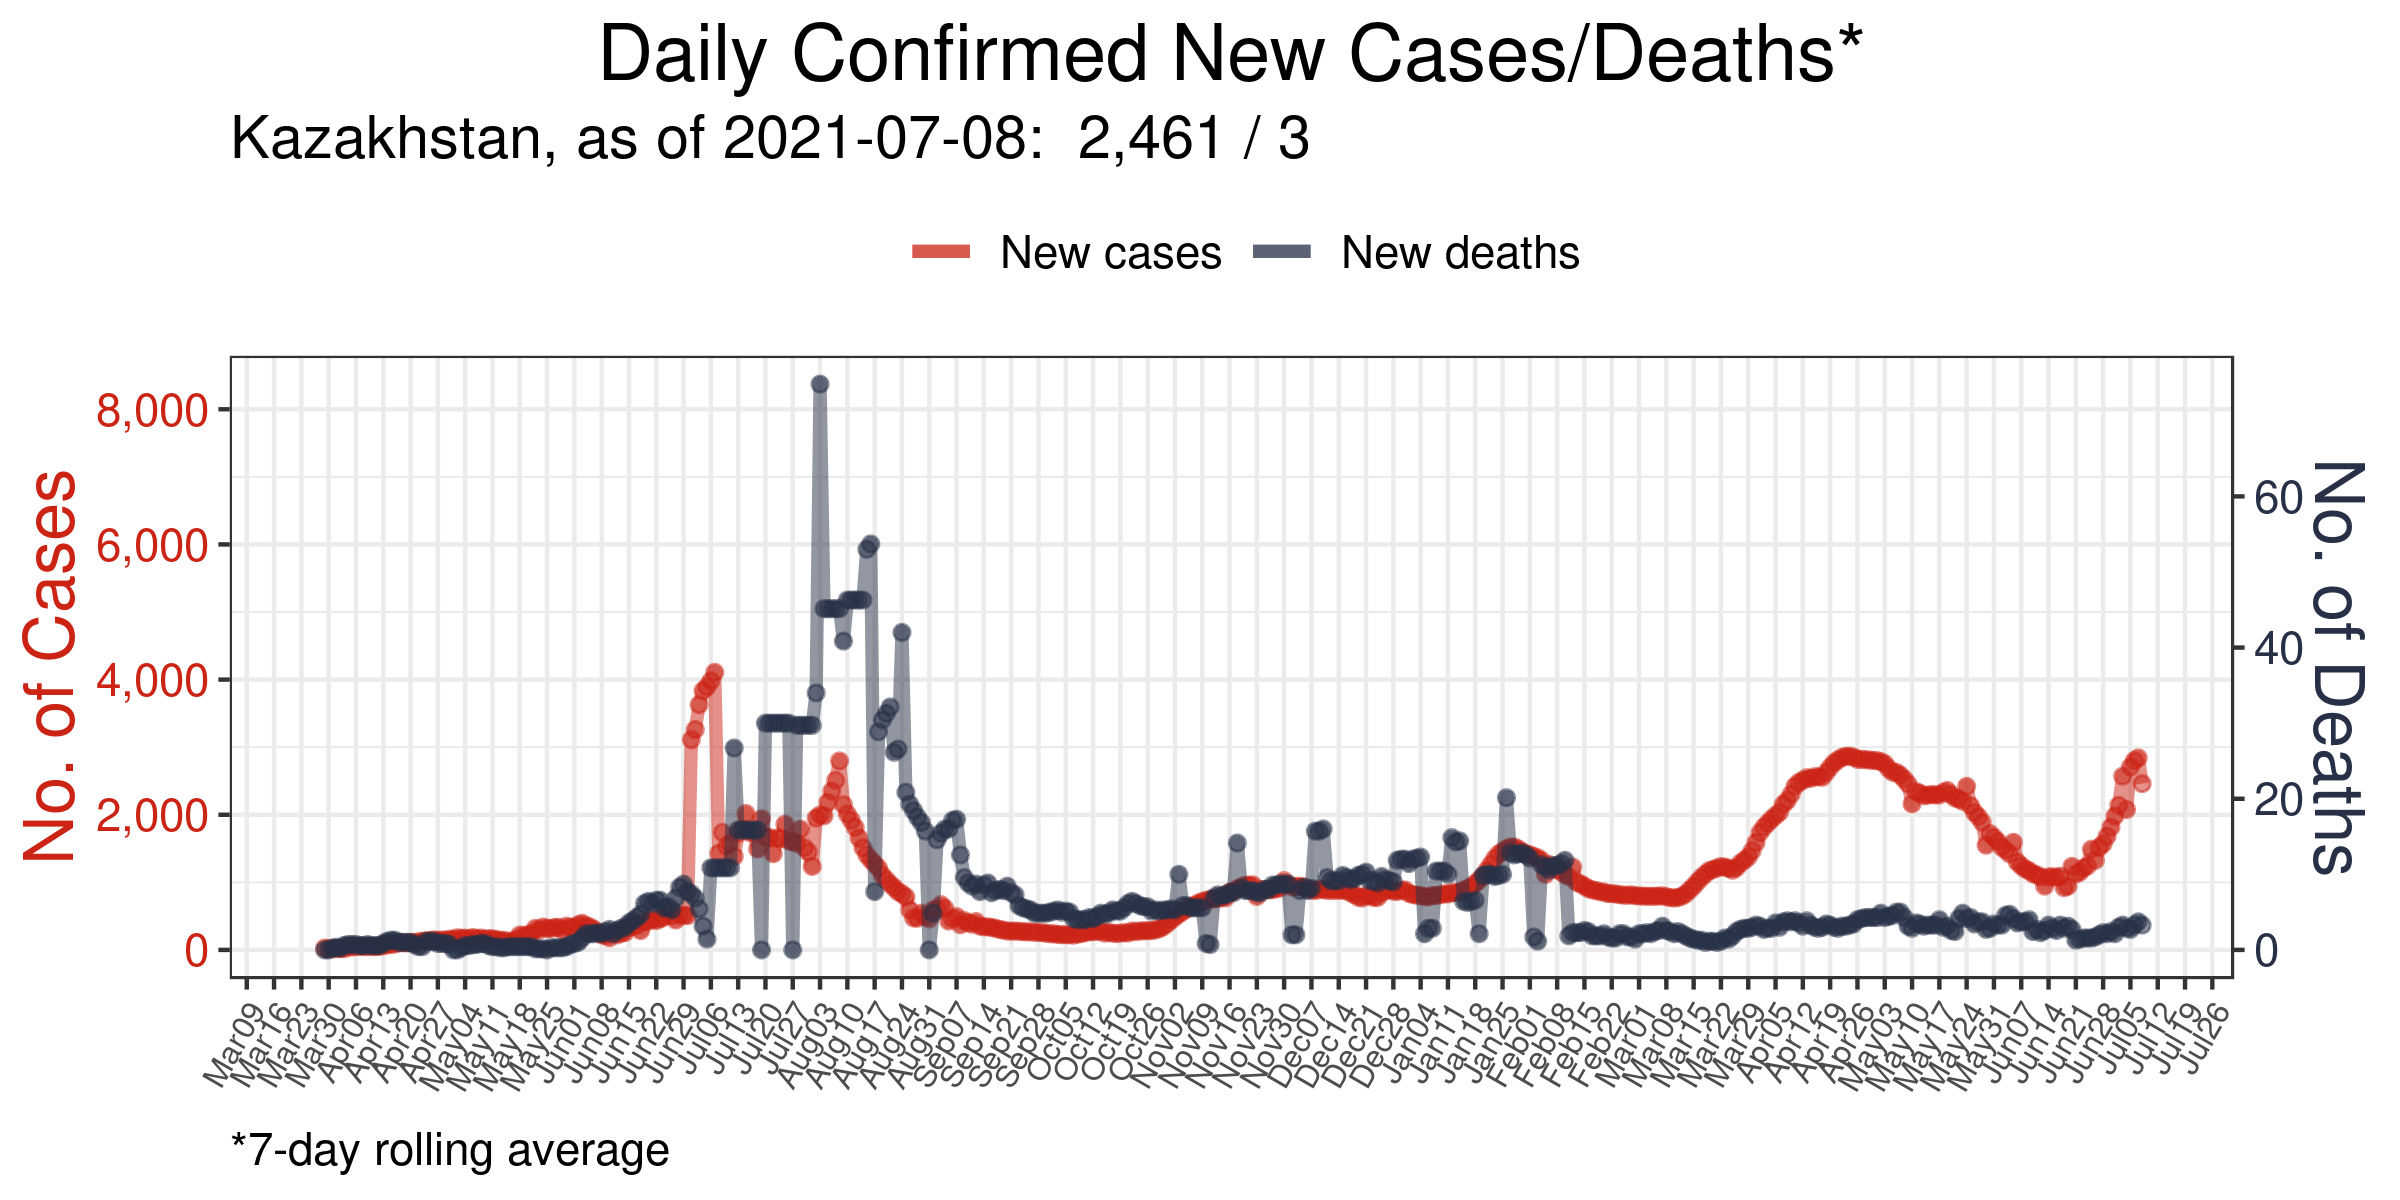 Daily Confirmed New Cases/Deaths*
Kazakhstan, as of 2021-07-08:  2,461 / 3
New cases
New deaths
No. of Cases
8,000
6,000
4,000
2,000
0
No. of Deaths
60
40
20
0
Mar09
Mar16
Mar23
Mar30
Apr06
Apr13
Apr20
Apr27
May04
May11
May18
May25
Jun01
Jun08
Jun15
Jun22
Jun29
Jul06
Jul13
Jul20
Jul27
Aug03
Aug10
Aug17
Aug24
Aug31
Sep07
Sep14
Sep21
Sep28
Oct05
Oct12
Oct19
Oct26
Nov02
Nov09
Nov16
Nov23
Nov30
Dec07
Dec14
Dec21
Dec28
Jan04
Jan11
Jan18
Jan25
Feb01
Feb08
Feb15
Feb22
Mar01
Mar08
Mar15
Mar22
Mar29
Apr05
Apr12
Apr19
Apr26
May03
May10
May17
May24
May31
Jun07
Jun14
Jun21
Jun28
Jul05
Jul12
Jul19
Jul26
*7-day rolling average